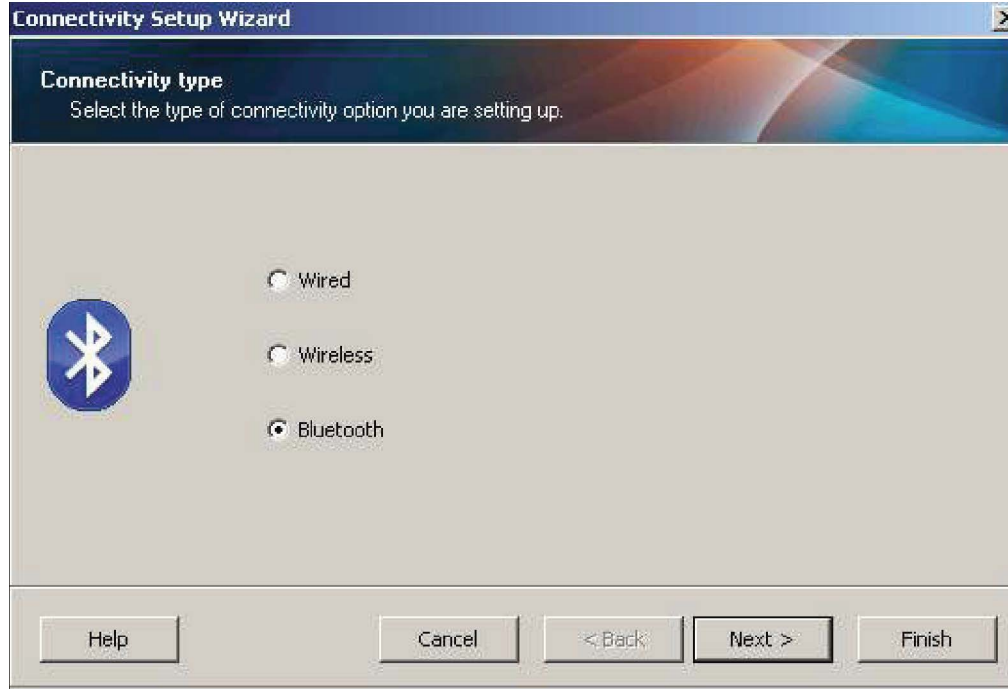 Connectivity Setup Wizard
Connectivity type
Select the type of connectivity option you are setting up.
Wired
Wireless
Bluetooth
Help
Cancel
< Back
Next >
Finish